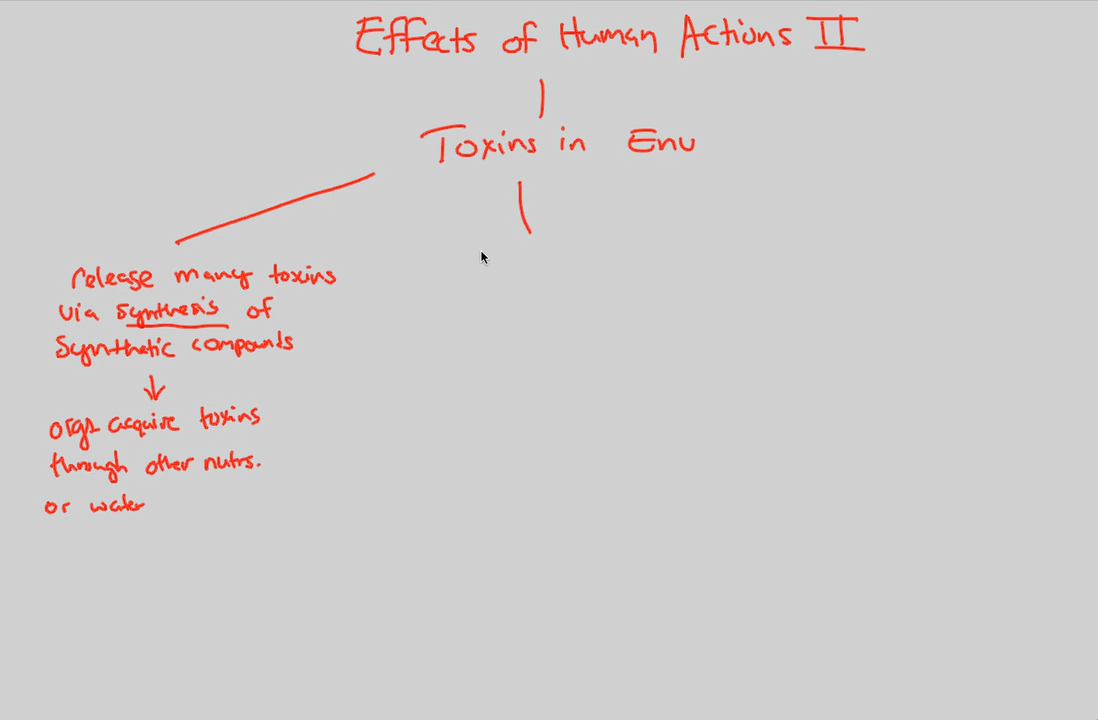 Effects of Human Actions II
Toxins in Env
release many toxins
via synthesis of
synthetic compounds
orgs acquire toxins
through other nutrs.
or water